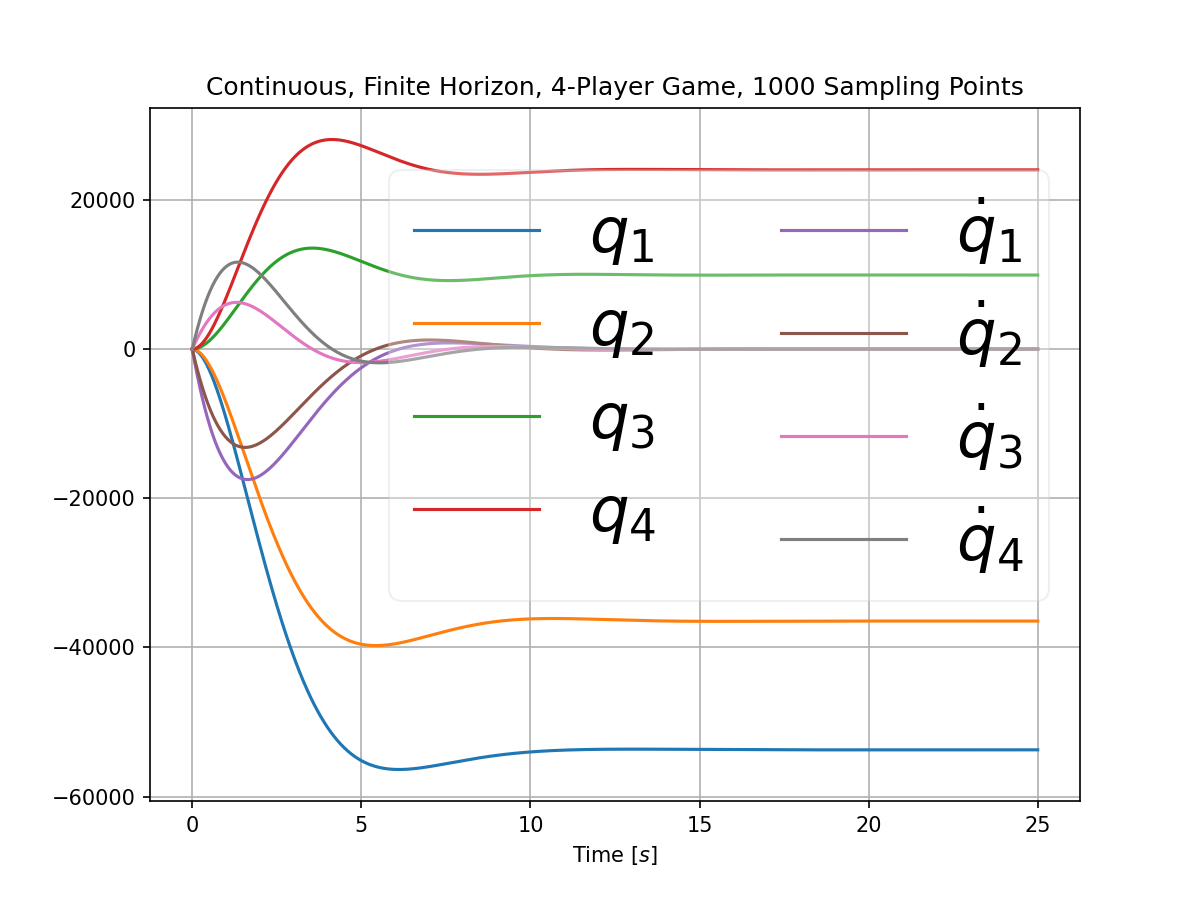 Continuous, Finite Horizon, 4-Player Game, 1000 Sampling Points
20000
0
−20000
−40000
−60000
q₁
q₂
q₃
q₄
q̇₁
q̇₂
q̇₃
q̇₄
0 5 10 15 20 25
Time [s]